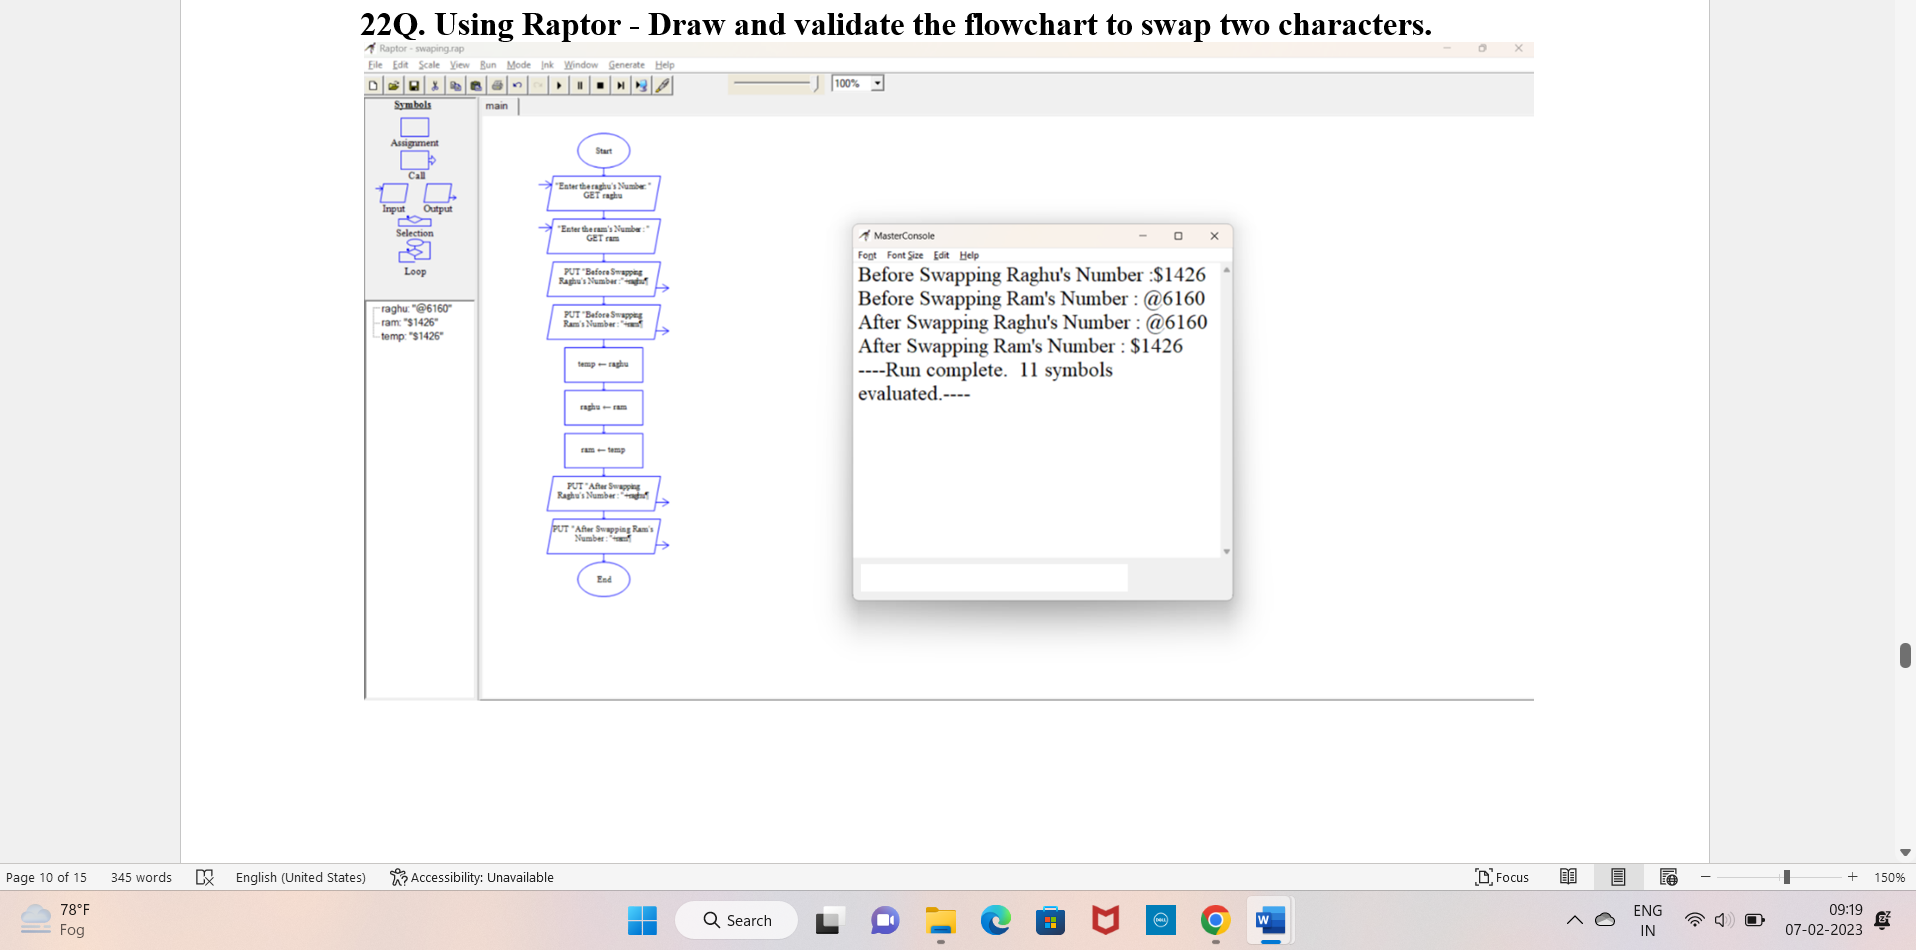 22Q. Using Raptor - Draw and validate the flowchart to swap two characters.
Raptor - swaping.rap
File Edit Scale View Run Mode Ink Window Generate Help
100%
Symbols
main
Assignment
Call
Input Output
Selection
Loop
raghu: "@6160"
ram: "$1426"
temp: "$1426"
Start
"Enter the raghu's Number:"
GET raghu
"Enter the ram's Number : "
GET ram
PUT "Before Swapping
Raghu's Number :"+raghu¶
PUT "Before Swapping
Ram's Number : "+ram¶
temp ← raghu
raghu ← ram
ram ← temp
PUT "After Swapping
Raghu's Number : "+raghu¶
PUT "After Swapping Ram's
Number : "+ram¶
End
MasterConsole
Font Font Size Edit Help
Before Swapping Raghu's Number :$1426
Before Swapping Ram's Number : @6160
After Swapping Raghu's Number : @6160
After Swapping Ram's Number : $1426
----Run complete.  11 symbols
evaluated.----
Page 10 of 15 345 words English (United States) Accessibility: Unavailable Focus 150%
78°F
Fog
Search
ENG
IN
09:19
07-02-2023